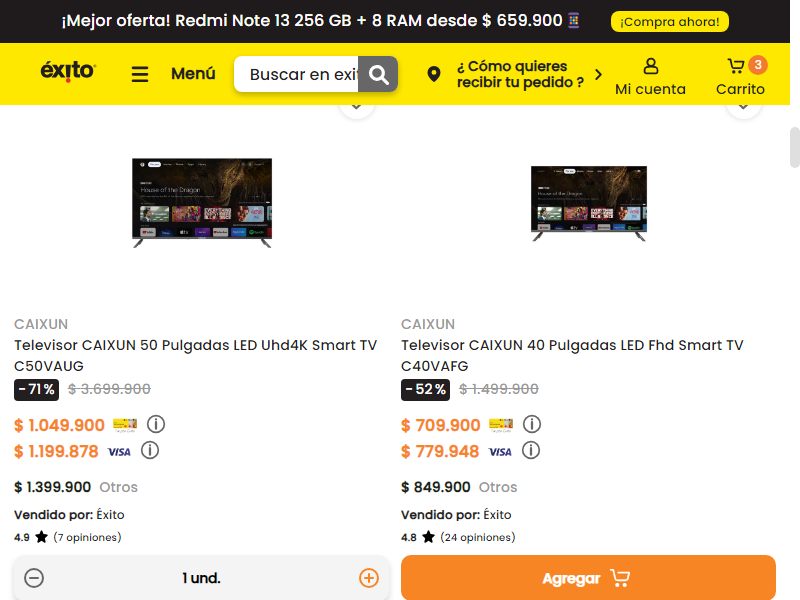 ¡Mejor oferta! Redmi Note 13 256 GB + 8 RAM desde $ 659.900
¡Compra ahora!
éxito
Menú
Buscar en exit
¿ Cómo quieres
recibir tu pedido ?
Mi cuenta
3
Carrito
House of the Dragon
House of the Dragon
CAIXUN
Televisor CAIXUN 50 Pulgadas LED Uhd4K Smart TV
C50VAUG
-71%
$ 3.699.900
$ 1.049.900
$ 1.199.878 VISA
$ 1.399.900 Otros
Vendido por: Éxito
4.9 ★ (7 opiniones)
1 und.
CAIXUN
Televisor CAIXUN 40 Pulgadas LED Fhd Smart TV
C40VAFG
-52%
$ 1.499.900
$ 709.900
$ 779.948 VISA
$ 849.900 Otros
Vendido por: Éxito
4.8 ★ (24 opiniones)
Agregar